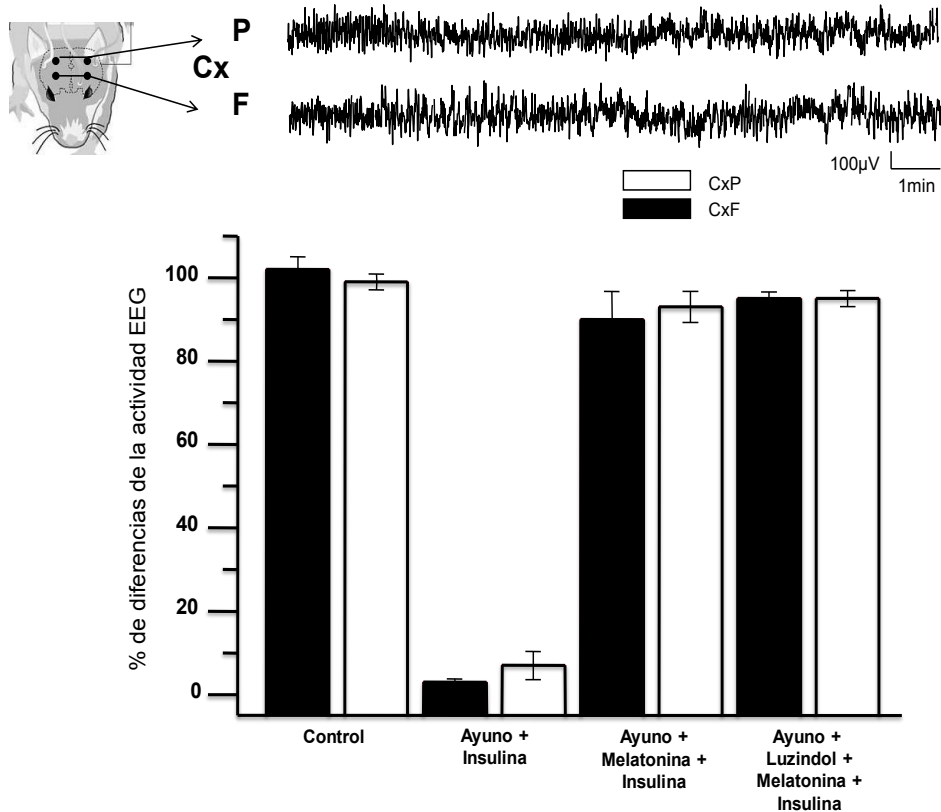 P
Cx
F
100µV
1min
CxP
CxF
% de diferencias de la actividad EEG
100
80
60
40
20
0
Control
Ayuno +
Insulina
Ayuno +
Melatonina +
Insulina
Ayuno +
Luzindol +
Melatonina +
Insulina